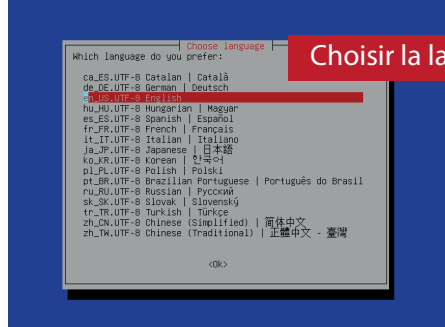 Choose language
Choisir la la
Which language do you prefer:
ca_ES.UTF-8 Catalan | Català
de_DE.UTF-8 German | Deutsch
en_US.UTF-8 English
hu_HU.UTF-8 Hungarian | Magyar
es_ES.UTF-8 Spanish | Español
fr_FR.UTF-8 French | Français
it_IT.UTF-8 Italian | Italiano
ja_JP.UTF-8 Japanese | 日本語
ko_KR.UTF-8 Korean | 한국어
pl_PL.UTF-8 Polish | Polski
pt_BR.UTF-8 Brazilian Portuguese | Português do Brasil
ru_RU.UTF-8 Russian | Русский
sk_SK.UTF-8 Slovak | Slovenský
tr_TR.UTF-8 Turkish | Türkçe
zh_CN.UTF-8 Chinese (Simplified) | 简体中文
zh_TW.UTF-8 Chinese (Traditional) | 正體中文 - 臺灣
<Ok>